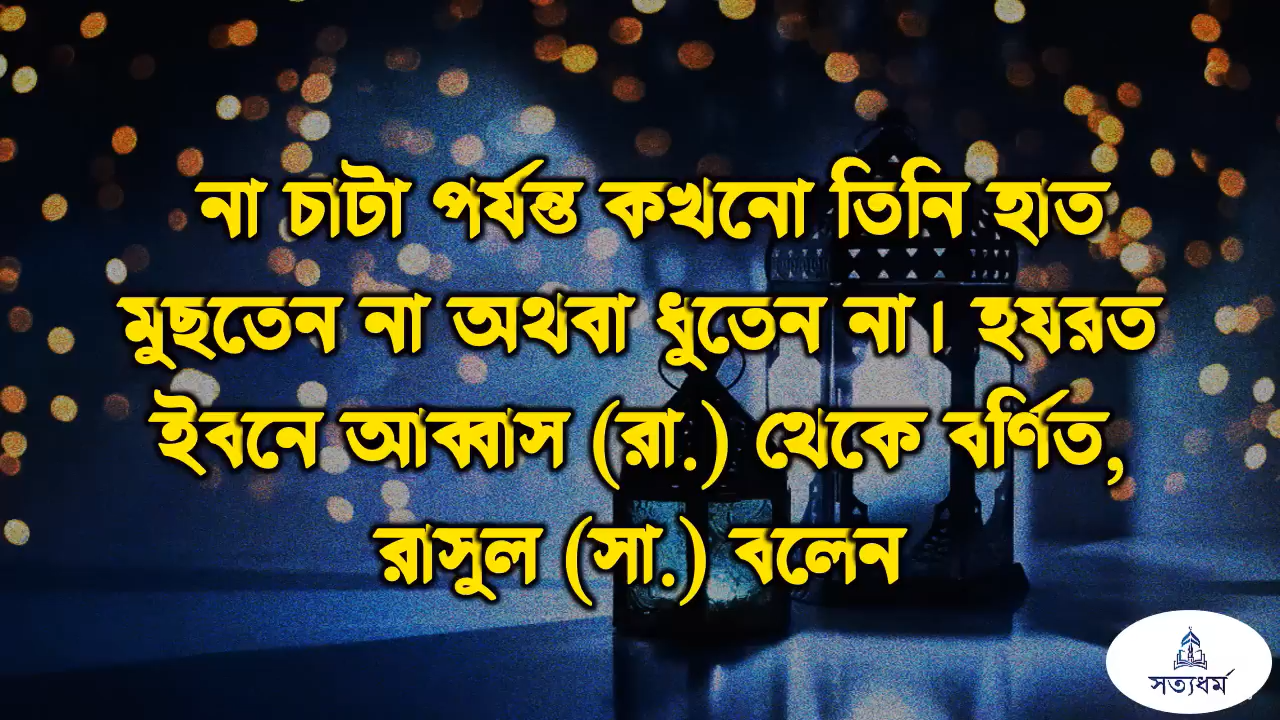 না চাটা পর্যন্ত কখনো তিনি হাত
মুছতেন না অথবা ধুতেন না। হযরত
ইবনে আব্বাস (রা.) থেকে বর্ণিত,
রাসুল (সা.) বলেন
সত্যধর্ম